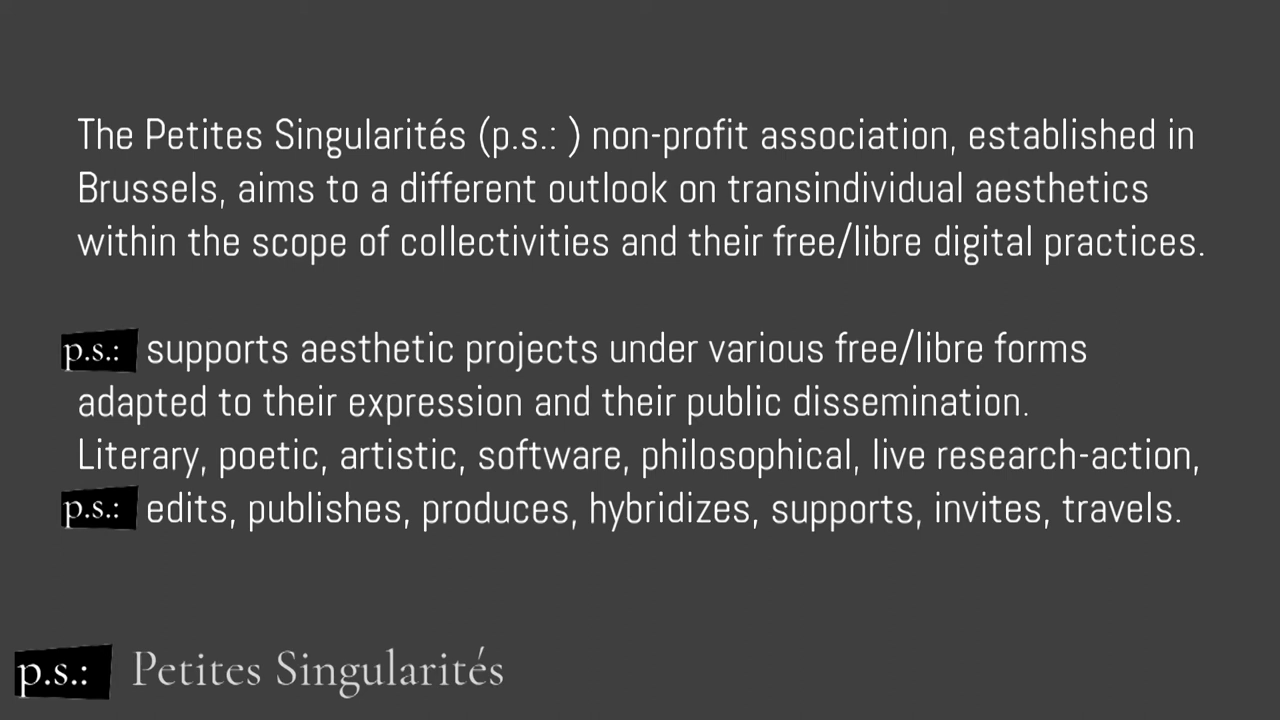 The Petites Singularités (p.s.: ) non-profit association, established in
Brussels, aims to a different outlook on transindividual aesthetics
within the scope of collectivities and their free/libre digital practices.
p.s.: supports aesthetic projects under various free/libre forms
adapted to their expression and their public dissemination.
Literary, poetic, artistic, software, philosophical, live research-action,
p.s.: edits, publishes, produces, hybridizes, supports, invites, travels.
p.s.: Petites Singularités